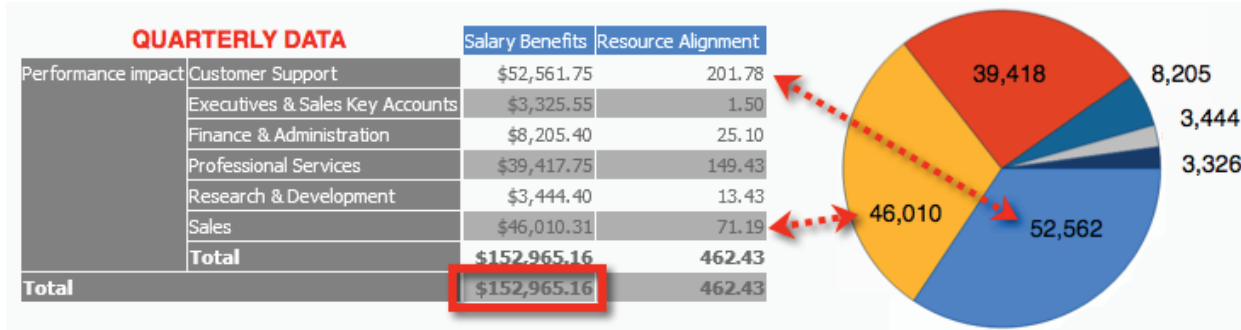 QUARTERLY DATA Salary Benefits Resource Alignment
Performance impact Customer Support $52,561.75 201.78
Executives & Sales Key Accounts $3,325.55 1.50
Finance & Administration $8,205.40 25.10
Professional Services $39,417.75 149.43
Research & Development $3,444.40 13.43
Sales $46,010.31 71.19
Total $152,965.16 462.43
Total $152,965.16 462.43
39,418
8,205
3,444
3,326
46,010
52,562